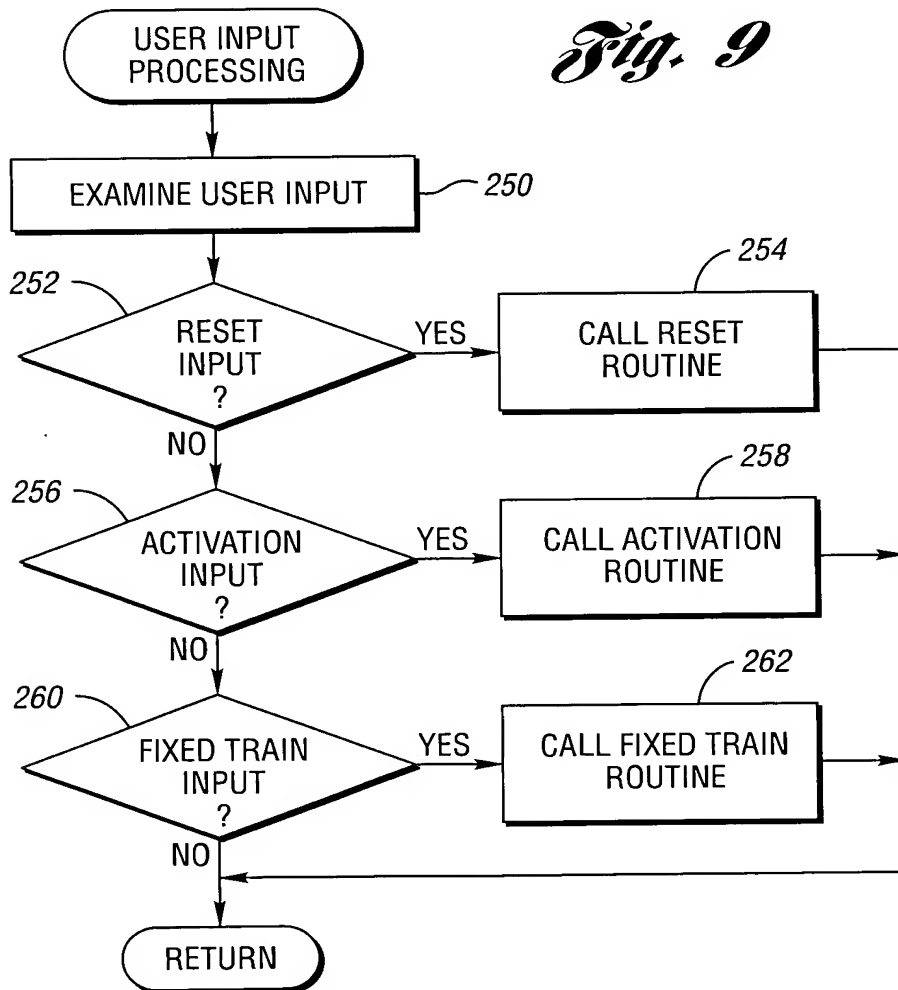 Fig. 9
USER INPUT
PROCESSING
EXAMINE USER INPUT
250
252
RESET
INPUT
?
YES
NO
254
CALL RESET
ROUTINE
256
ACTIVATION
INPUT
?
YES
NO
258
CALL ACTIVATION
ROUTINE
260
FIXED TRAIN
INPUT
?
YES
NO
262
CALL FIXED TRAIN
ROUTINE
RETURN